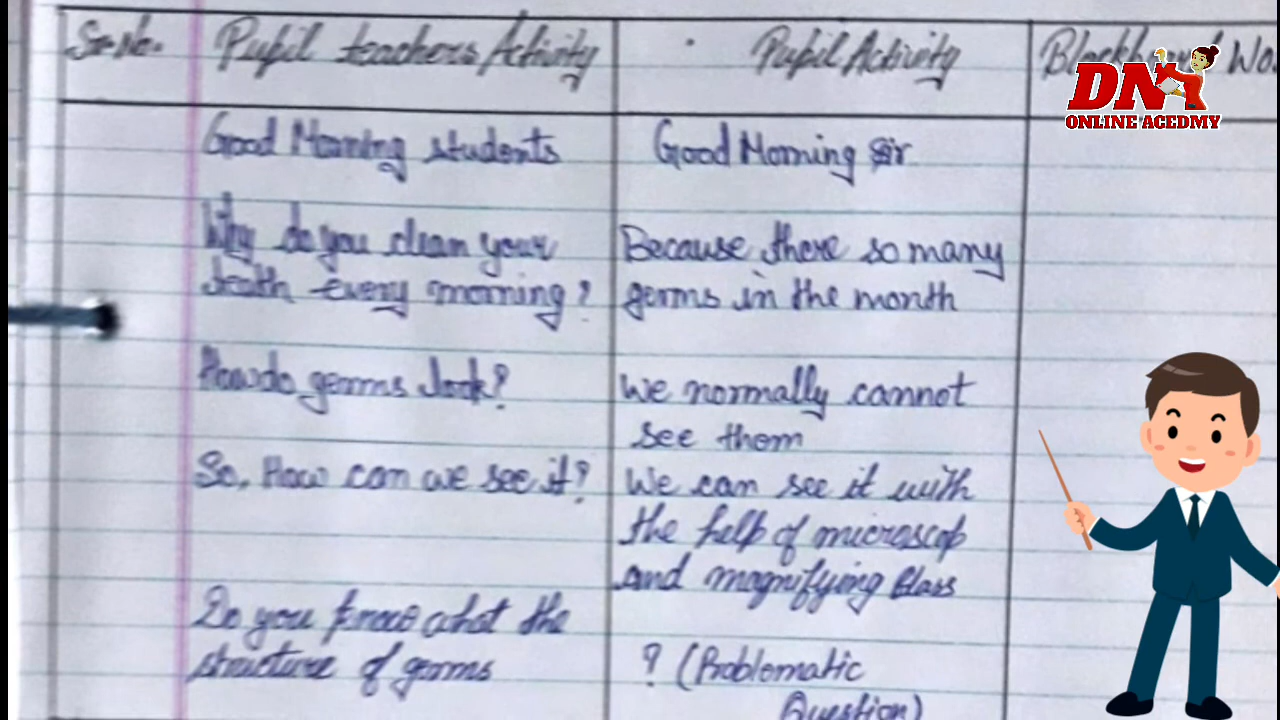 Sr.No. Pupil teachers Activity Pupil Activity Blackboard Wo
DN
ONLINE ACEDMY
Good Morning students Good Morning Sir
Why do you clean your Because there so many
teath every morning? germs in the month
How do germs look? We normally cannot
see them
So, How can we see it? We can see it with
the help of microscop
and magnifying Glass
Do you know what the
structure of germs ? (Problematic
Question)